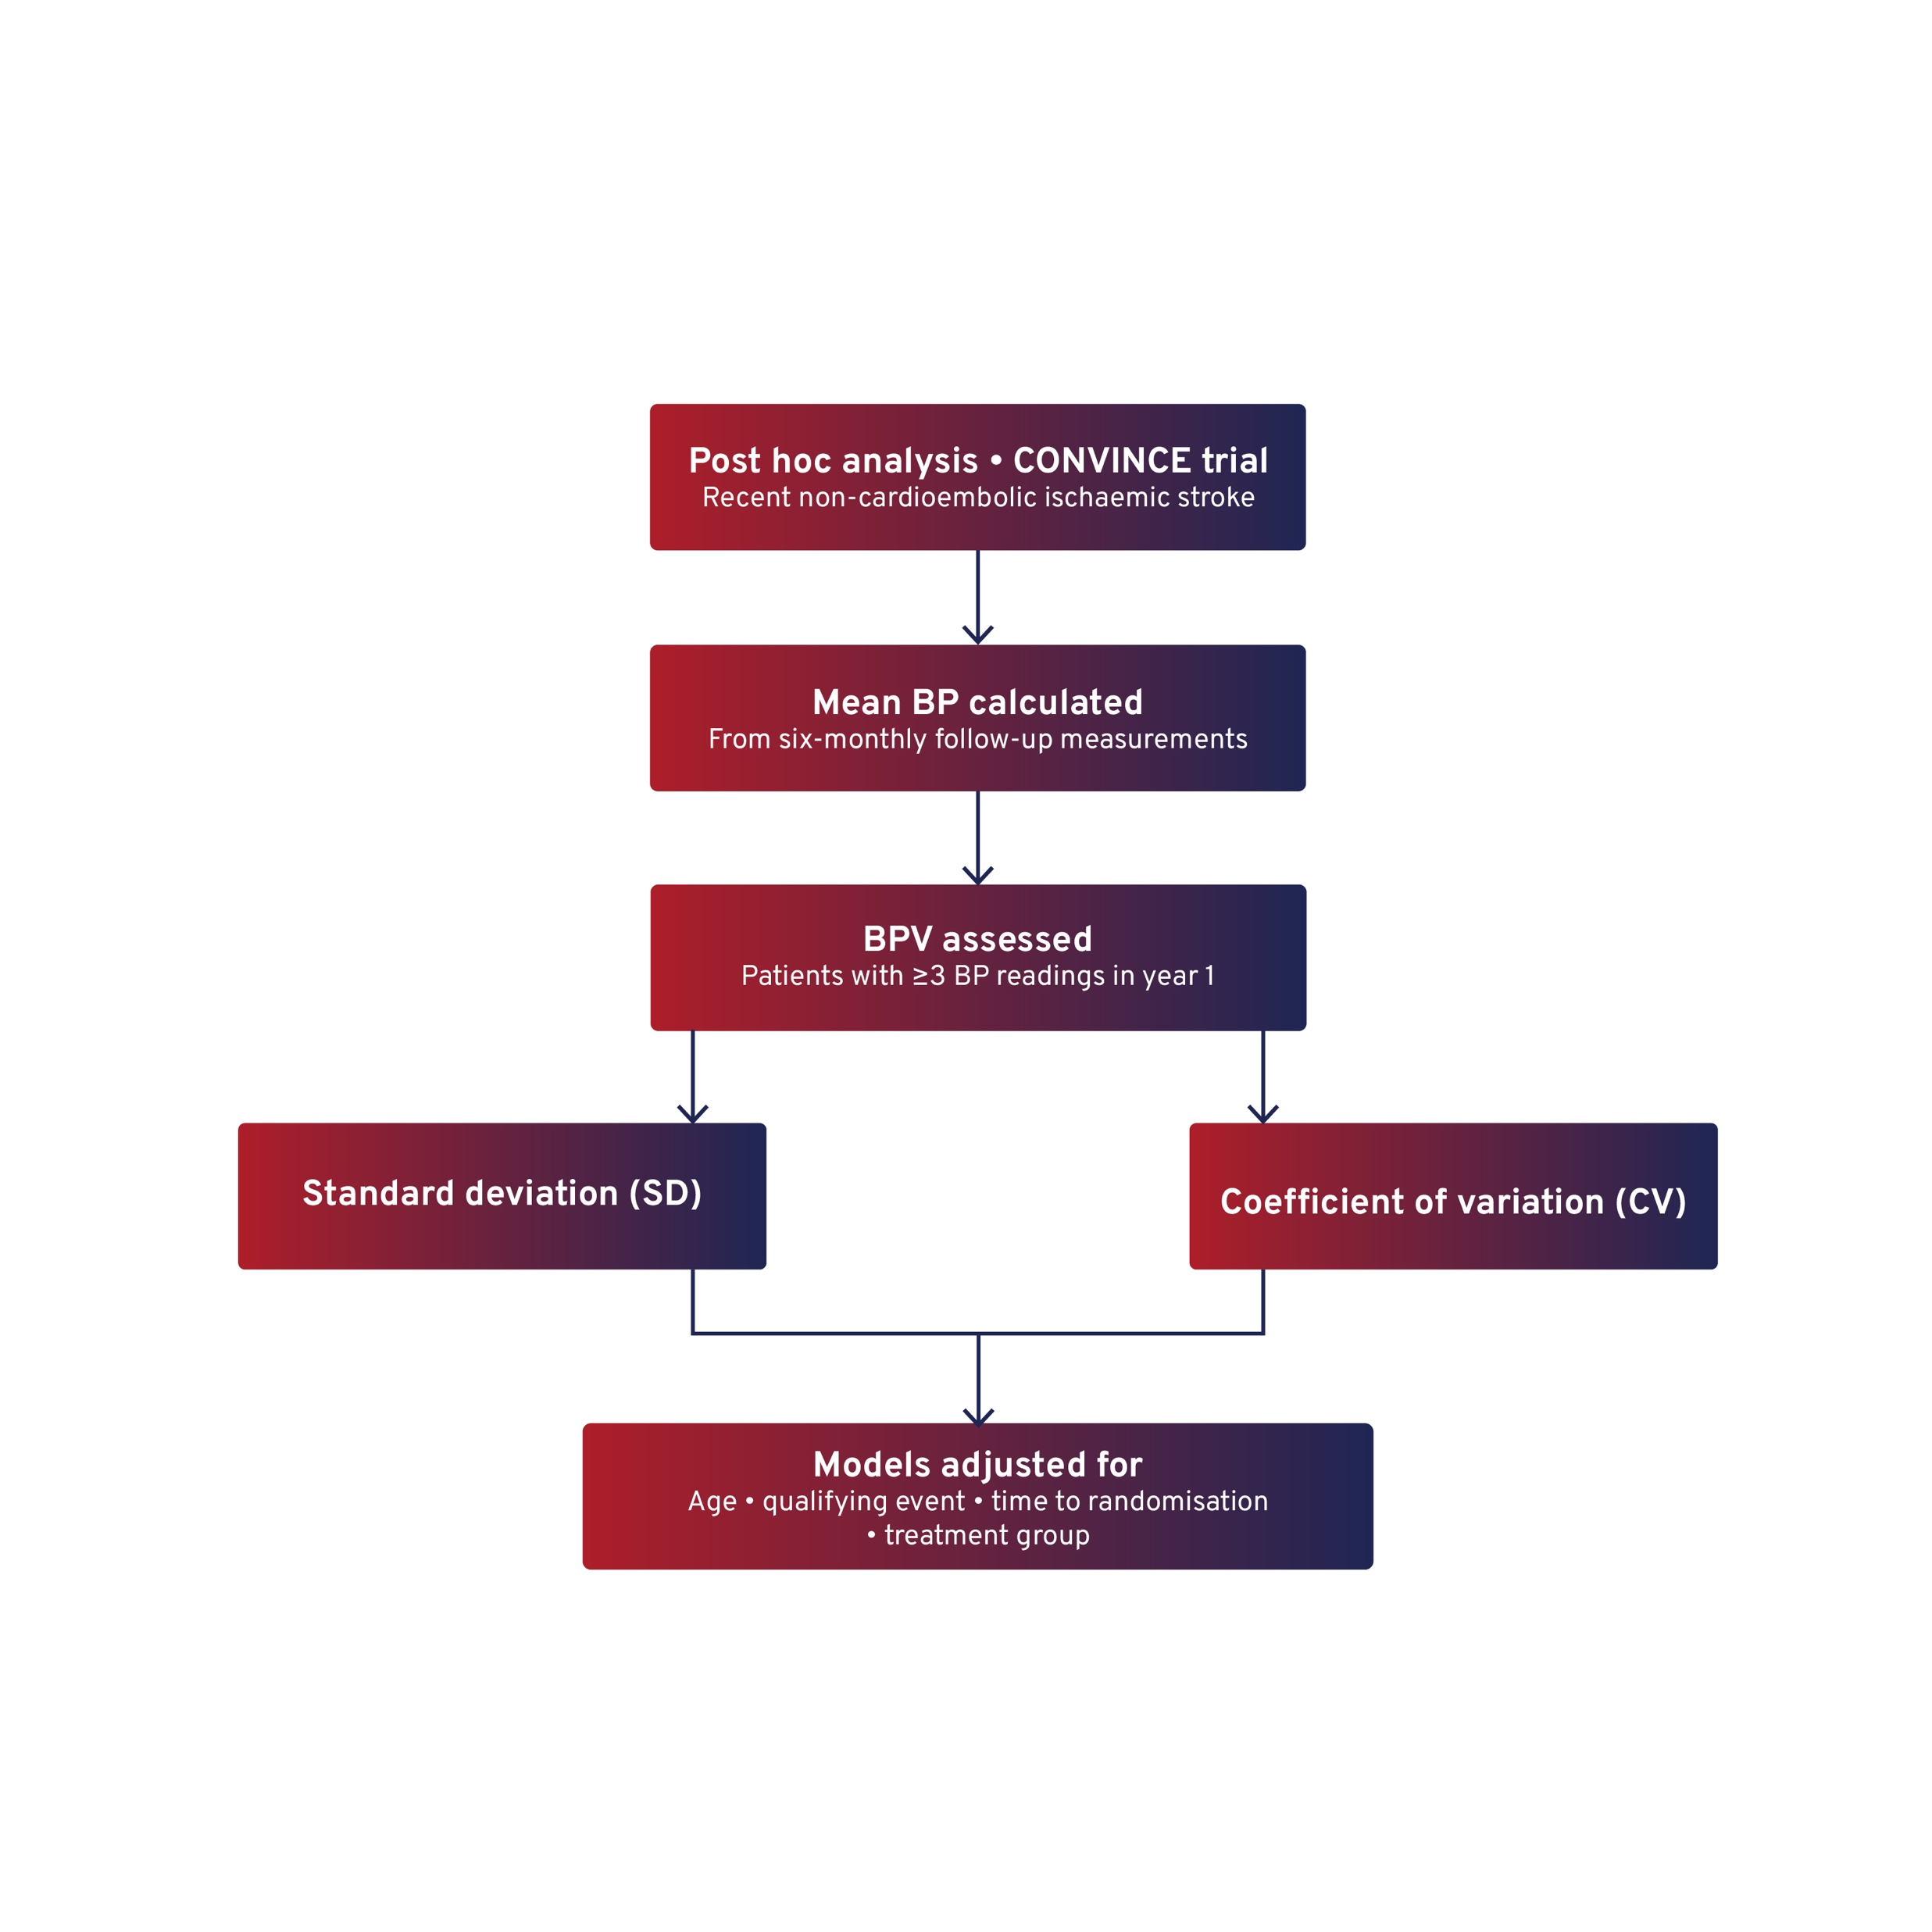 Post hoc analysis • CONVINCE trial
Recent non-cardioembolic ischaemic stroke
Mean BP calculated
From six-monthly follow-up measurements
BPV assessed
Patients with ≥3 BP readings in year 1
Standard deviation (SD)
Coefficient of variation (CV)
Models adjusted for
Age • qualifying event • time to randomisation
• treatment group